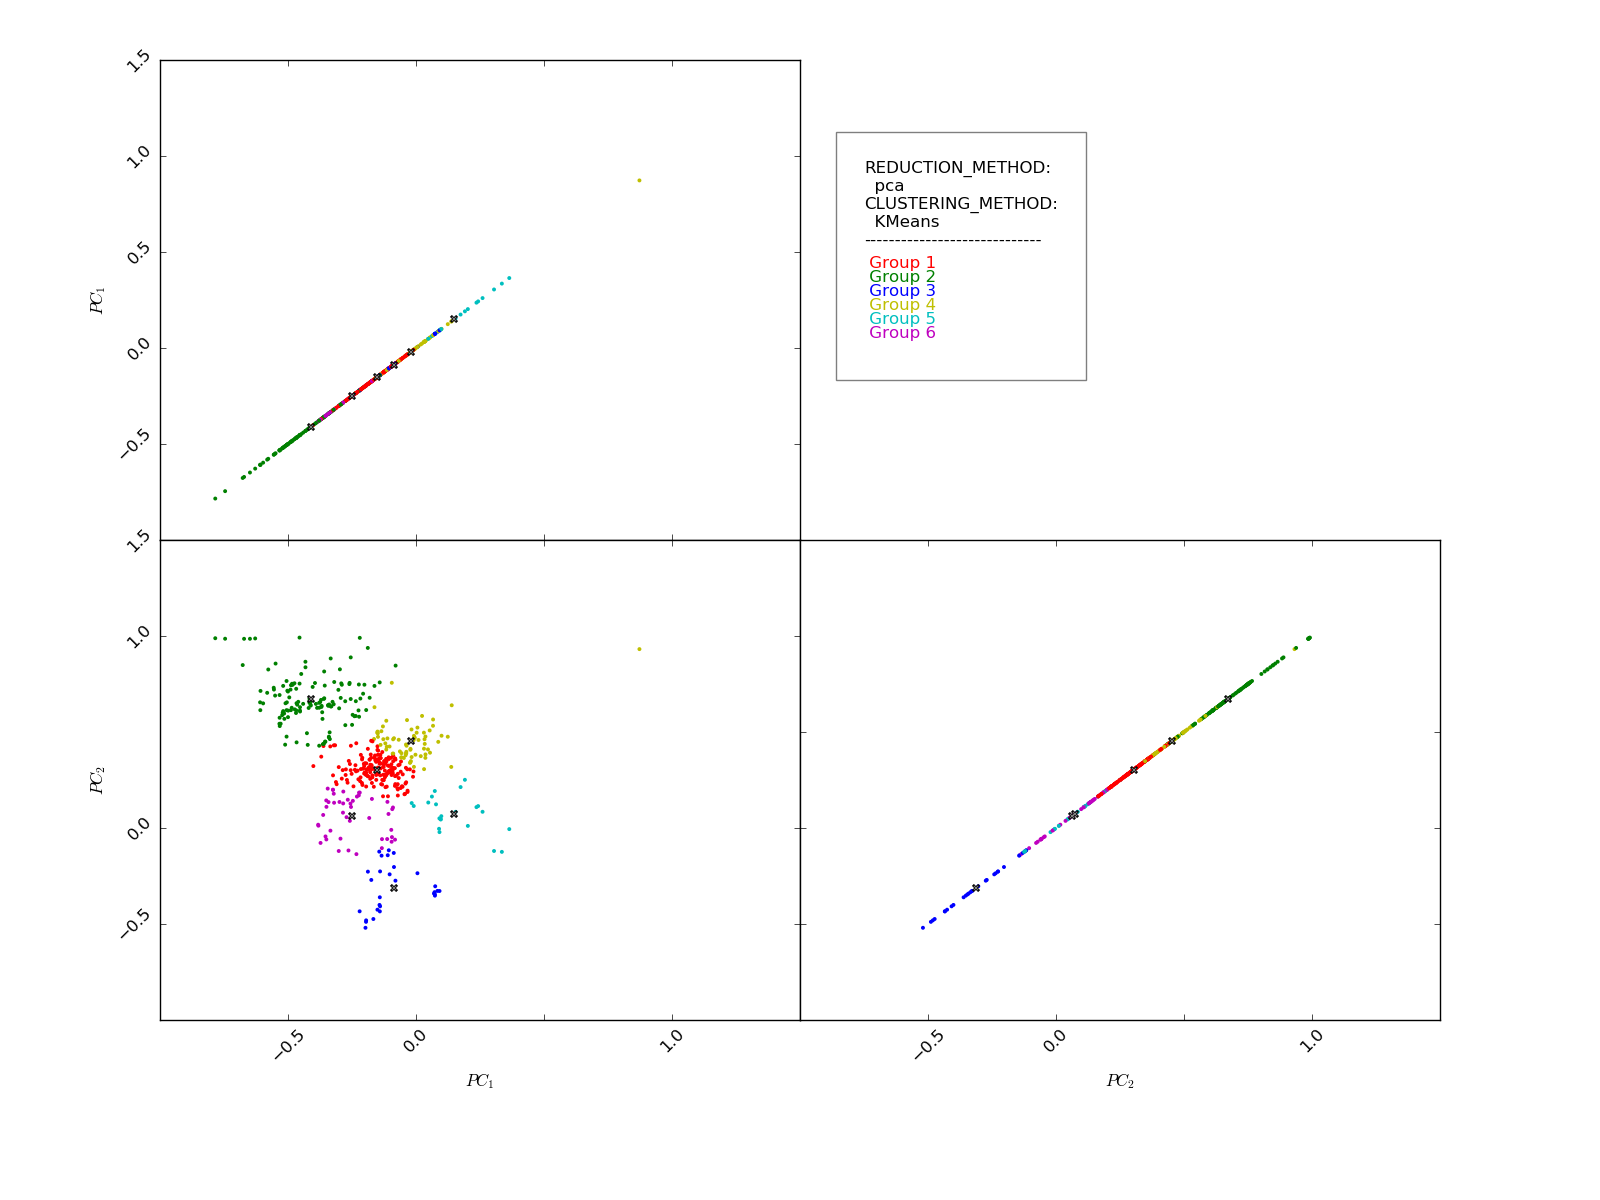 1.5
1.0
0.5
0.0
−0.5
PC1
REDUCTION_METHOD:
pca
CLUSTERING_METHOD:
KMeans
------------------------------
Group 1
Group 2
Group 3
Group 4
Group 5
Group 6
1.5
1.0
0.0
−0.5
PC2
−0.5
0.0
1.0
PC1
−0.5
0.0
1.0
PC2